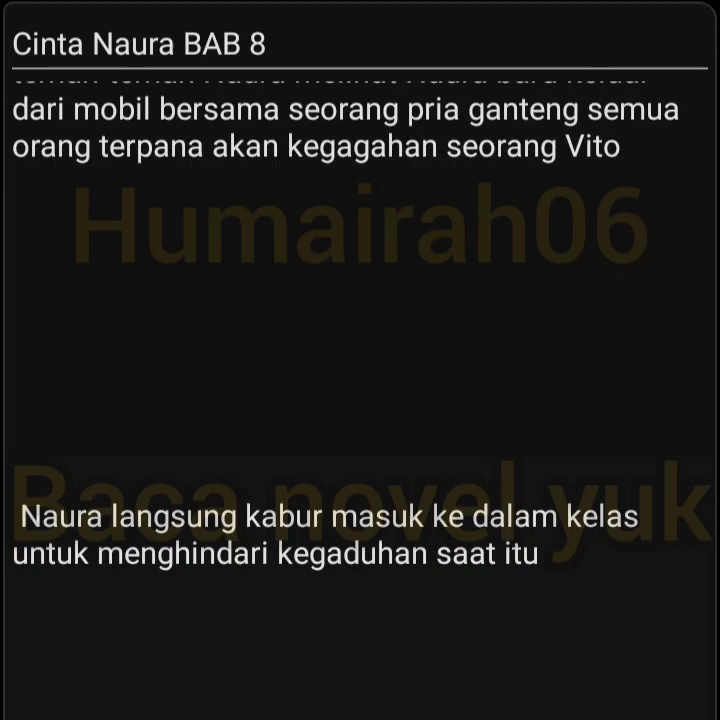 Cinta Naura BAB 8
dari mobil bersama seorang pria ganteng semua
orang terpana akan kegagahan seorang Vito
Humairah06
Baca novel yuk
Naura langsung kabur masuk ke dalam kelas
untuk menghindari kegaduhan saat itu